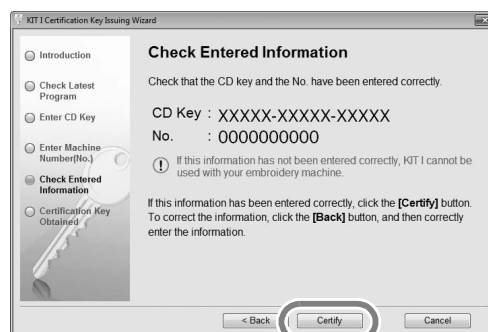 KIT I Certification Key Issuing Wizard
Introduction
Check Latest
Program
Enter CD Key
Enter Machine
Number(No.)
Check Entered
Information
Certification Key
Obtained
Check Entered Information
Check that the CD key and the No. have been entered correctly.
CD Key : XXXXX-XXXXX-XXXXX
No. : 0000000000
If this information has not been entered correctly, KIT I cannot be
used with your embroidery machine.
If this information has been entered correctly, click the [Certify] button.
To correct the information, click the [Back] button, and then correctly
enter the information.
< Back
Certify
Cancel